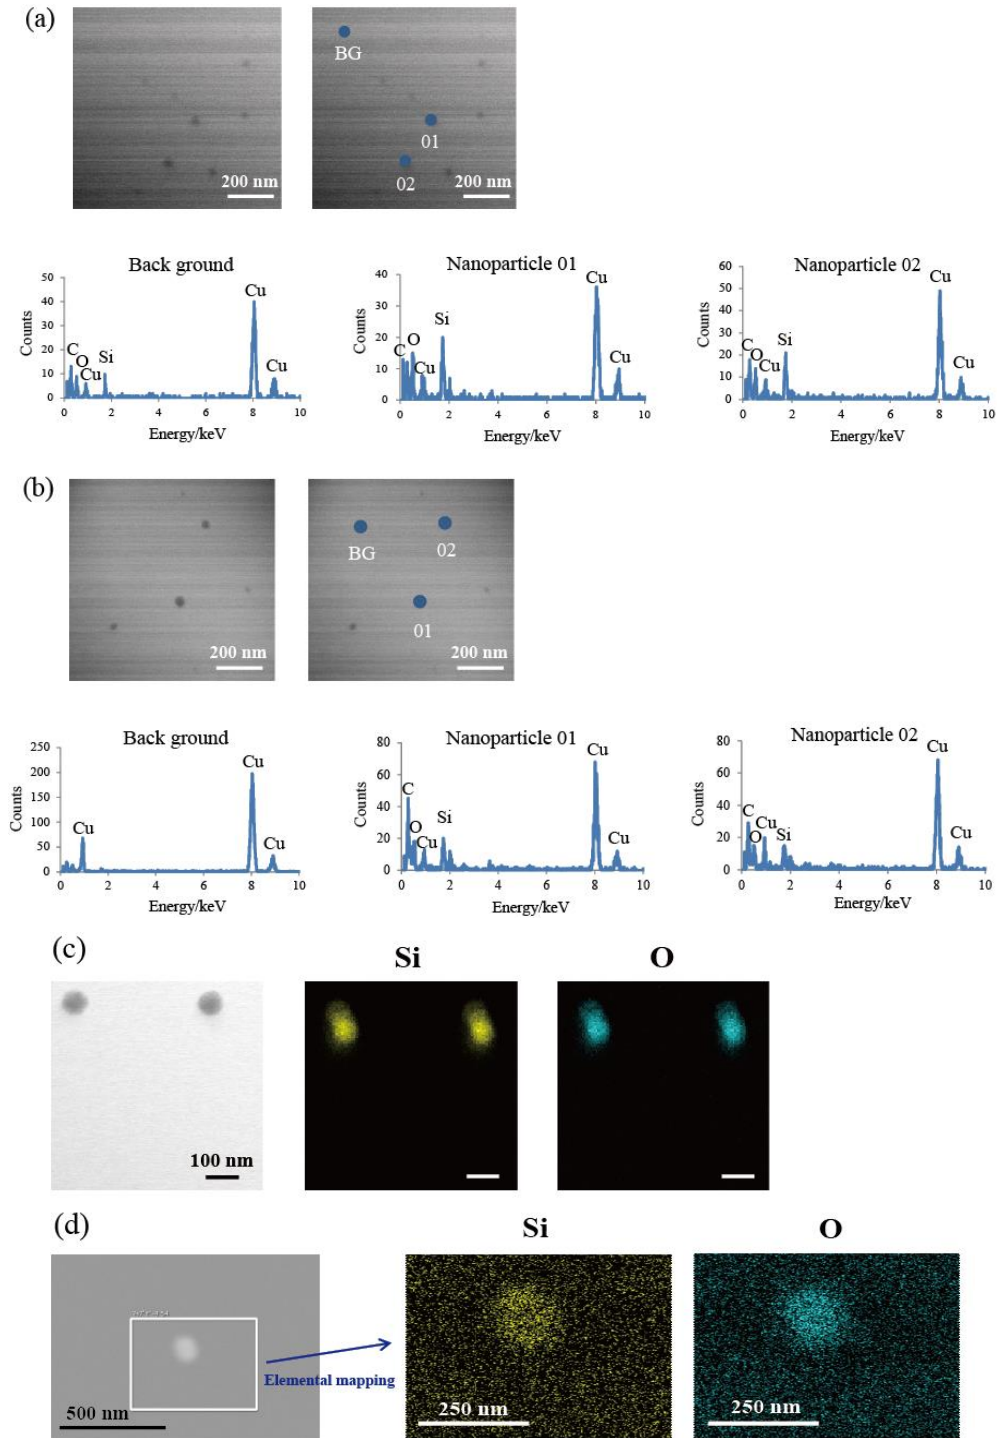 (a)
BG
01
02
200 nm
200 nm
Back ground
Counts
50
40
30
20
10
0
C
O
Cu
Si
Cu
Cu
0 2 4 6 8 10
Energy/keV
Nanoparticle 01
Counts
40
30
20
10
0
C
O
Cu
Si
Cu
Cu
0 2 4 6 8 10
Energy/keV
Nanoparticle 02
Counts
60
50
40
30
20
10
0
C
O
Cu
Si
Cu
Cu
0 2 4 6 8 10
Energy/keV
(b)
BG
02
01
200 nm
200 nm
Back ground
Counts
250
200
150
100
50
0
Cu
Cu
Cu
0 2 4 6 8 10
Energy/keV
Nanoparticle 01
Counts
80
60
40
20
0
C
O
Cu
Si
Cu
Cu
0 2 4 6 8 10
Energy/keV
Nanoparticle 02
Counts
80
60
40
20
0
C
O
Cu
Si
Cu
Cu
0 2 4 6 8 10
Energy/keV
(c)
Si
O
100 nm
(d)
Si
O
Elemental mapping
500 nm
250 nm
250 nm